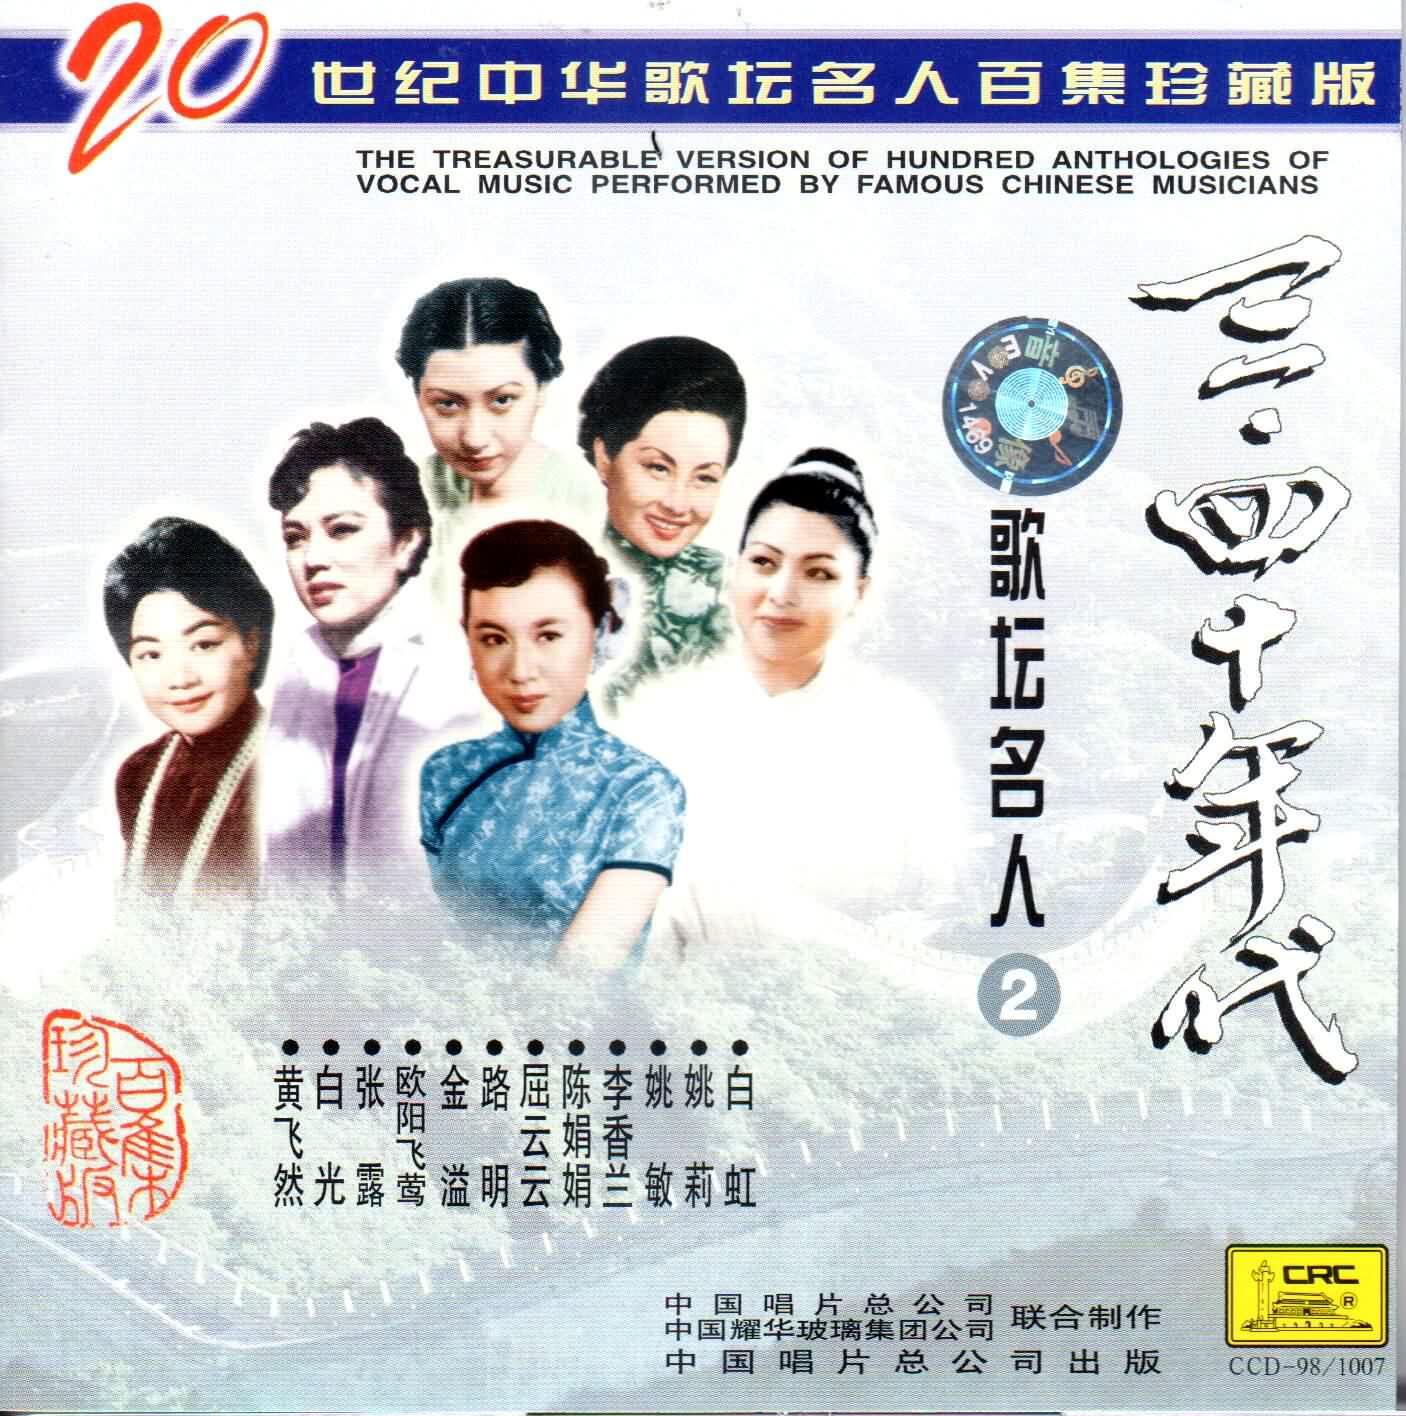 20世纪中华歌坛名人百集珍藏版
THE TREASURABLE VERSION OF HUNDRED ANTHOLOGIES OF
VOCAL MUSIC PERFORMED BY FAMOUS CHINESE MUSICIANS
三·四十年代
歌坛名人
2
音像
1469
白虹
姚莉
姚敏
李香兰
陈娟娟
屈云云
路明
金溢
欧阳飞莺
张露
白光
黄飞然
百集
珍藏版
中国唱片总公司
中国耀华玻璃集团公司
联合制作
中国唱片总公司出版
CRC
®
CCD-98/1007